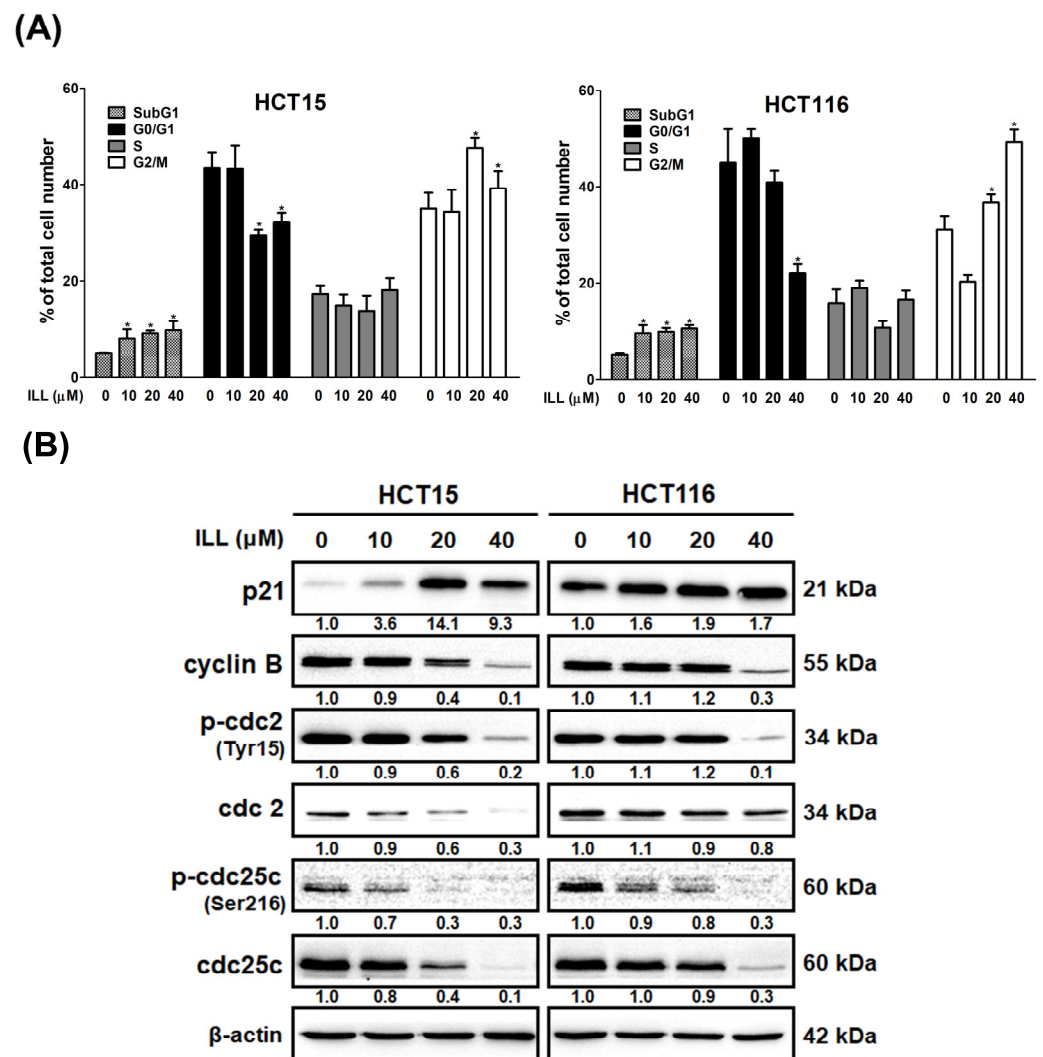 (A)
HCT15
SubG1
G0/G1
S
G2/M
% of total cell number
60
40
20
0
* * * * * * *
ILL (μM) 0 10 20 40 0 10 20 40 0 10 20 40 0 10 20 40
HCT116
SubG1
G0/G1
S
G2/M
% of total cell number
60
40
20
0
* * * * * *
ILL (μM) 0 10 20 40 0 10 20 40 0 10 20 40 0 10 20 40
(B)
HCT15 HCT116
ILL (μM) 0 10 20 40 0 10 20 40
p21 21 kDa
1.0 3.6 14.1 9.3 1.0 1.6 1.9 1.7
cyclin B 55 kDa
1.0 0.9 0.4 0.1 1.0 1.1 1.2 0.3
p-cdc2
(Tyr15) 34 kDa
1.0 0.9 0.6 0.2 1.0 1.1 1.2 0.1
cdc 2 34 kDa
1.0 0.9 0.6 0.3 1.0 1.1 0.9 0.8
p-cdc25c
(Ser216) 60 kDa
1.0 0.7 0.3 0.3 1.0 0.9 0.8 0.3
cdc25c 60 kDa
1.0 0.8 0.4 0.1 1.0 1.0 0.9 0.3
β-actin 42 kDa